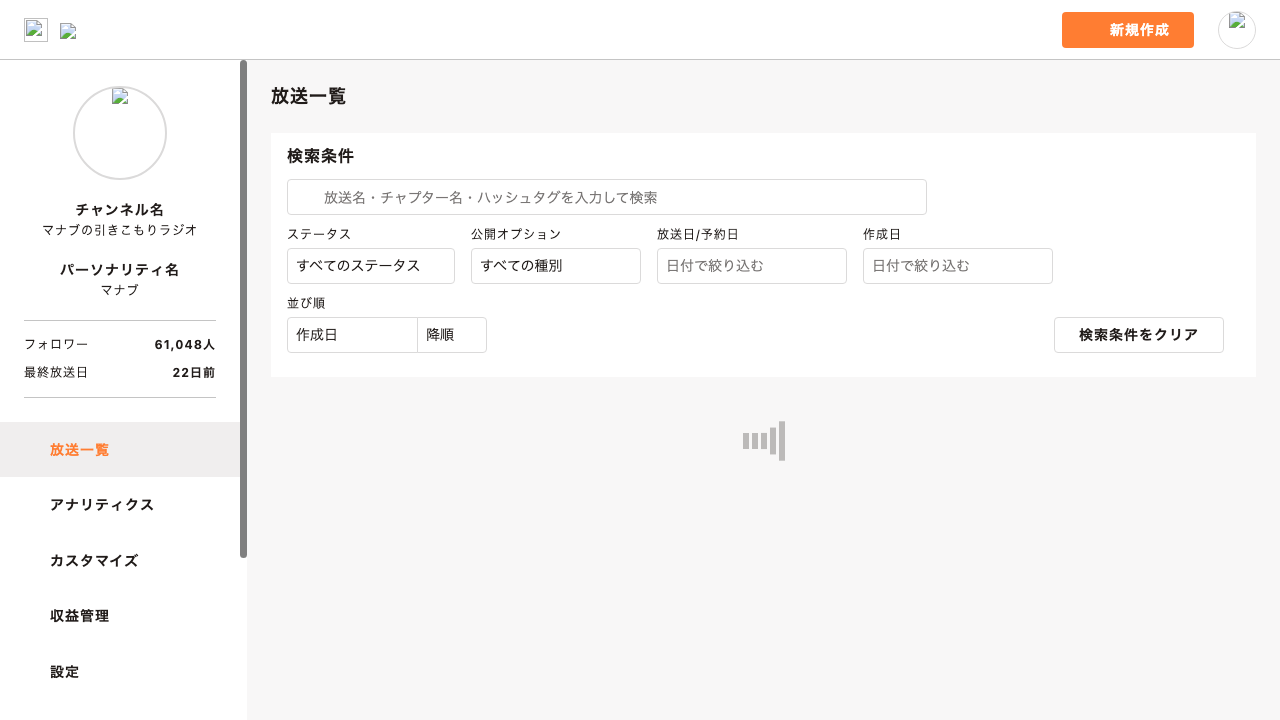 新規作成
チャンネル名
マナブの引きこもりラジオ
パーソナリティ名
マナブ
フォロワー 61,048人
最終放送日 22日前
放送一覧
アナリティクス
カスタマイズ
収益管理
設定
放送一覧
検索条件
放送名・チャプター名・ハッシュタグを入力して検索
ステータス 公開オプション 放送日/予約日 作成日
すべてのステータス すべての種別 日付で絞り込む 日付で絞り込む
並び順
作成日 降順 検索条件をクリア